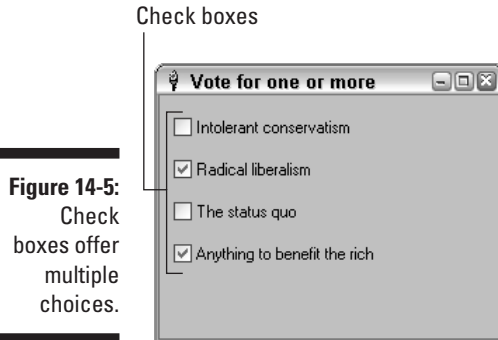 Check boxes
Vote for one or more
Intolerant conservatism
Radical liberalism
The status quo
Anything to benefit the rich
Figure 14-5:
Check
boxes offer
multiple
choices.